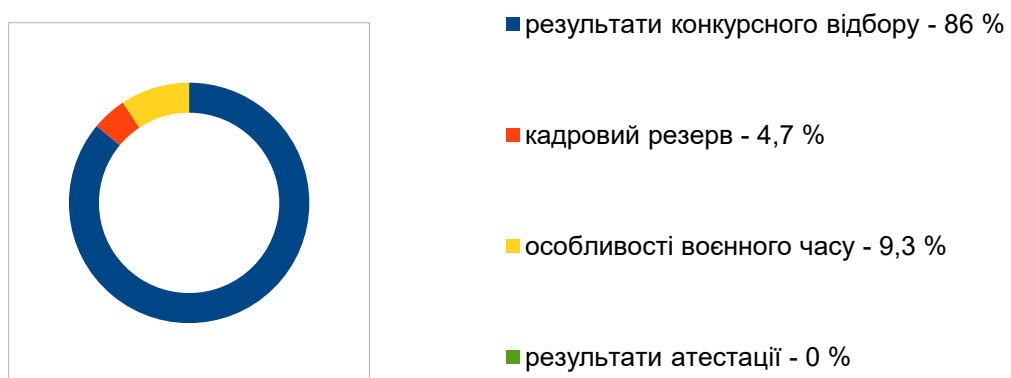 результати конкурсного відбору - 86 %
кадровий резерв - 4,7 %
особливості воєнного часу - 9,3 %
результати атестації - 0 %